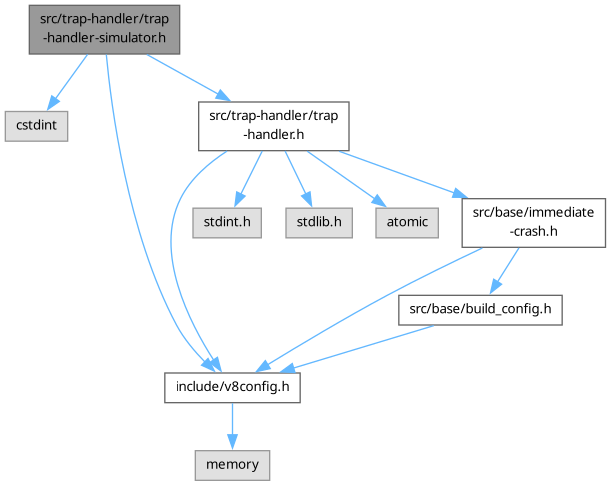 src/trap-handler/trap
-handler-simulator.h
cstdint
src/trap-handler/trap
-handler.h
stdint.h
stdlib.h
atomic
src/base/immediate
-crash.h
src/base/build_config.h
include/v8config.h
memory